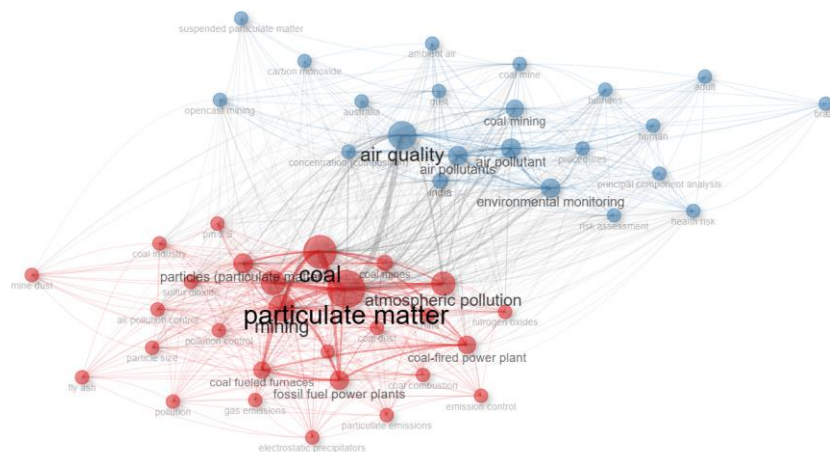 suspended particulate matter
ambient air
carbon monoxide
coal mine
adult
humans
opencast mining
australia
coal mining
human
air quality
concentration (composition)
air pollutants
air pollutant
procedures
india
principal component analysis
environmental monitoring
health risk
risk assessment
pm 2.5
coal industry
mine dust
particles (particulate matter)
coal
coal mines
sulfur dioxide
atmospheric pollution
particulate matter
air pollution control
mining
nitrogen oxides
pollution control
coal dust
particle size
coal-fired power plant
fly ash
coal fueled furnaces
coal combustion
fossil fuel power plants
pollution
gas emissions
emission control
particulate emissions
electrostatic precipitators